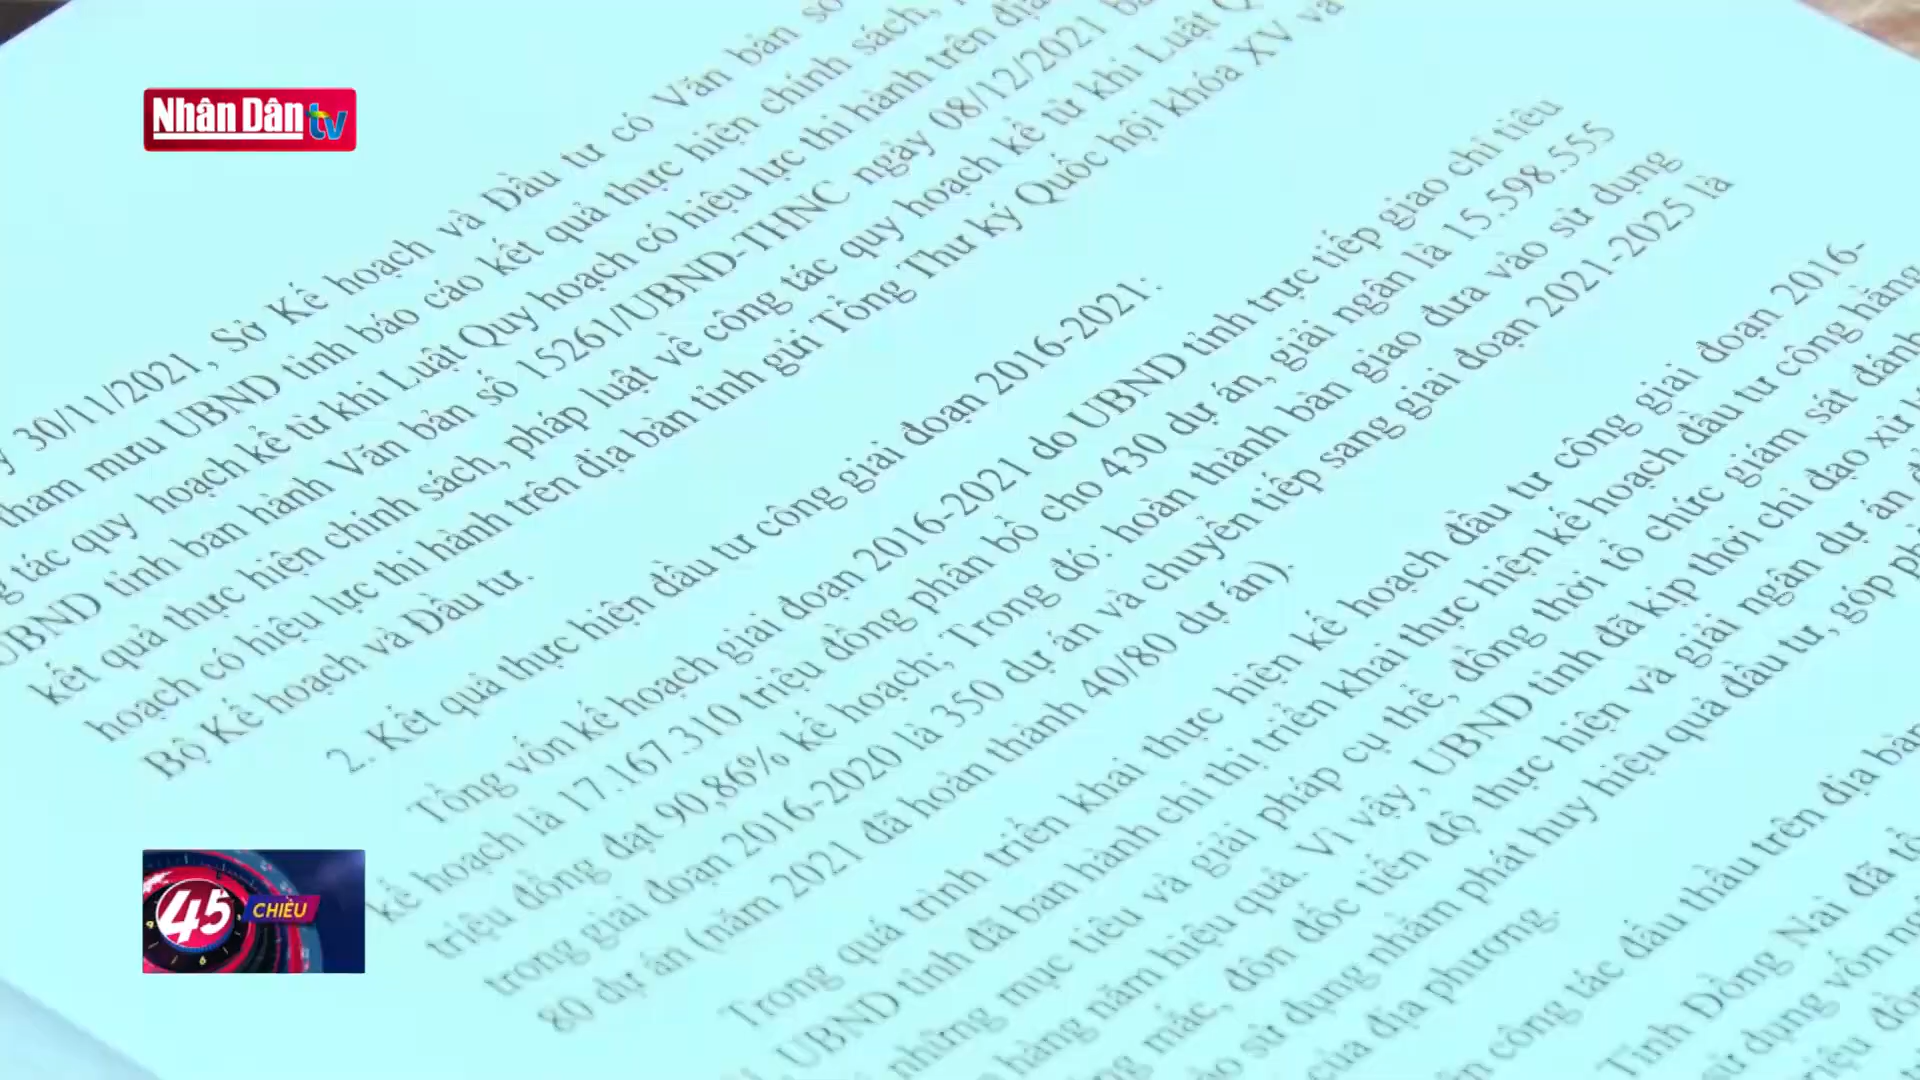 Nhân Dân tv
có Văn bản số
30/11/2021, Sở Kế hoạch và Đầu tư
tham mưu UBND tỉnh báo cáo kết quả thực hiện chính sách,
tác quy hoạch kể từ khi Luật Quy hoạch có hiệu lực thi hành trên địa
UBND tỉnh ban hành Văn bản số 15261/UBND-THNC ngày 08/12/2021
kết quả thực hiện chính sách, pháp luật về công tác quy hoạch kể từ khi Luật
hoạch có hiệu lực thi hành trên địa bàn tỉnh gửi Tổng Thư ký Quốc hội khóa XV và
Bộ Kế hoạch và Đầu tư.
2. Kết quả thực hiện đầu tư công giai đoạn 2016-2021:
Tổng vốn kế hoạch giai đoạn 2016-2021 do UBND tỉnh trực tiếp giao chỉ tiêu
kế hoạch là 17.167.310 triệu đồng phân bổ cho 430 dự án, giải ngân là 15.598.555
triệu đồng đạt 90,86% kế hoạch; Trong đó: hoàn thành bàn giao đưa vào sử dụng
trong giai đoạn 2016-2020 là 350 dự án và chuyển tiếp sang giai đoạn 2021-2025 là
80 dự án (năm 2021 đã hoàn thành 40/80 dự án).
Trong quá trình triển khai thực hiện kế hoạch đầu tư công giai đoạn 2016-
UBND tỉnh đã ban hành chỉ thị triển khai thực hiện kế hoạch đầu tư công hằng
những mục tiêu và giải pháp cụ thể, đồng thời tổ chức giám sát đánh
hàng năm hiệu quả. Vì vậy, UBND tỉnh đã kịp thời chỉ đạo xử
mắc, đôn đốc tiến độ thực hiện và giải ngân dự án
sử dụng nhằm phát huy hiệu quả đầu tư, góp
của địa phương.
công tác đấu thầu trên địa bàn
Tỉnh Đồng Nai đã tổ
sử dụng vốn
45 CHIỀU